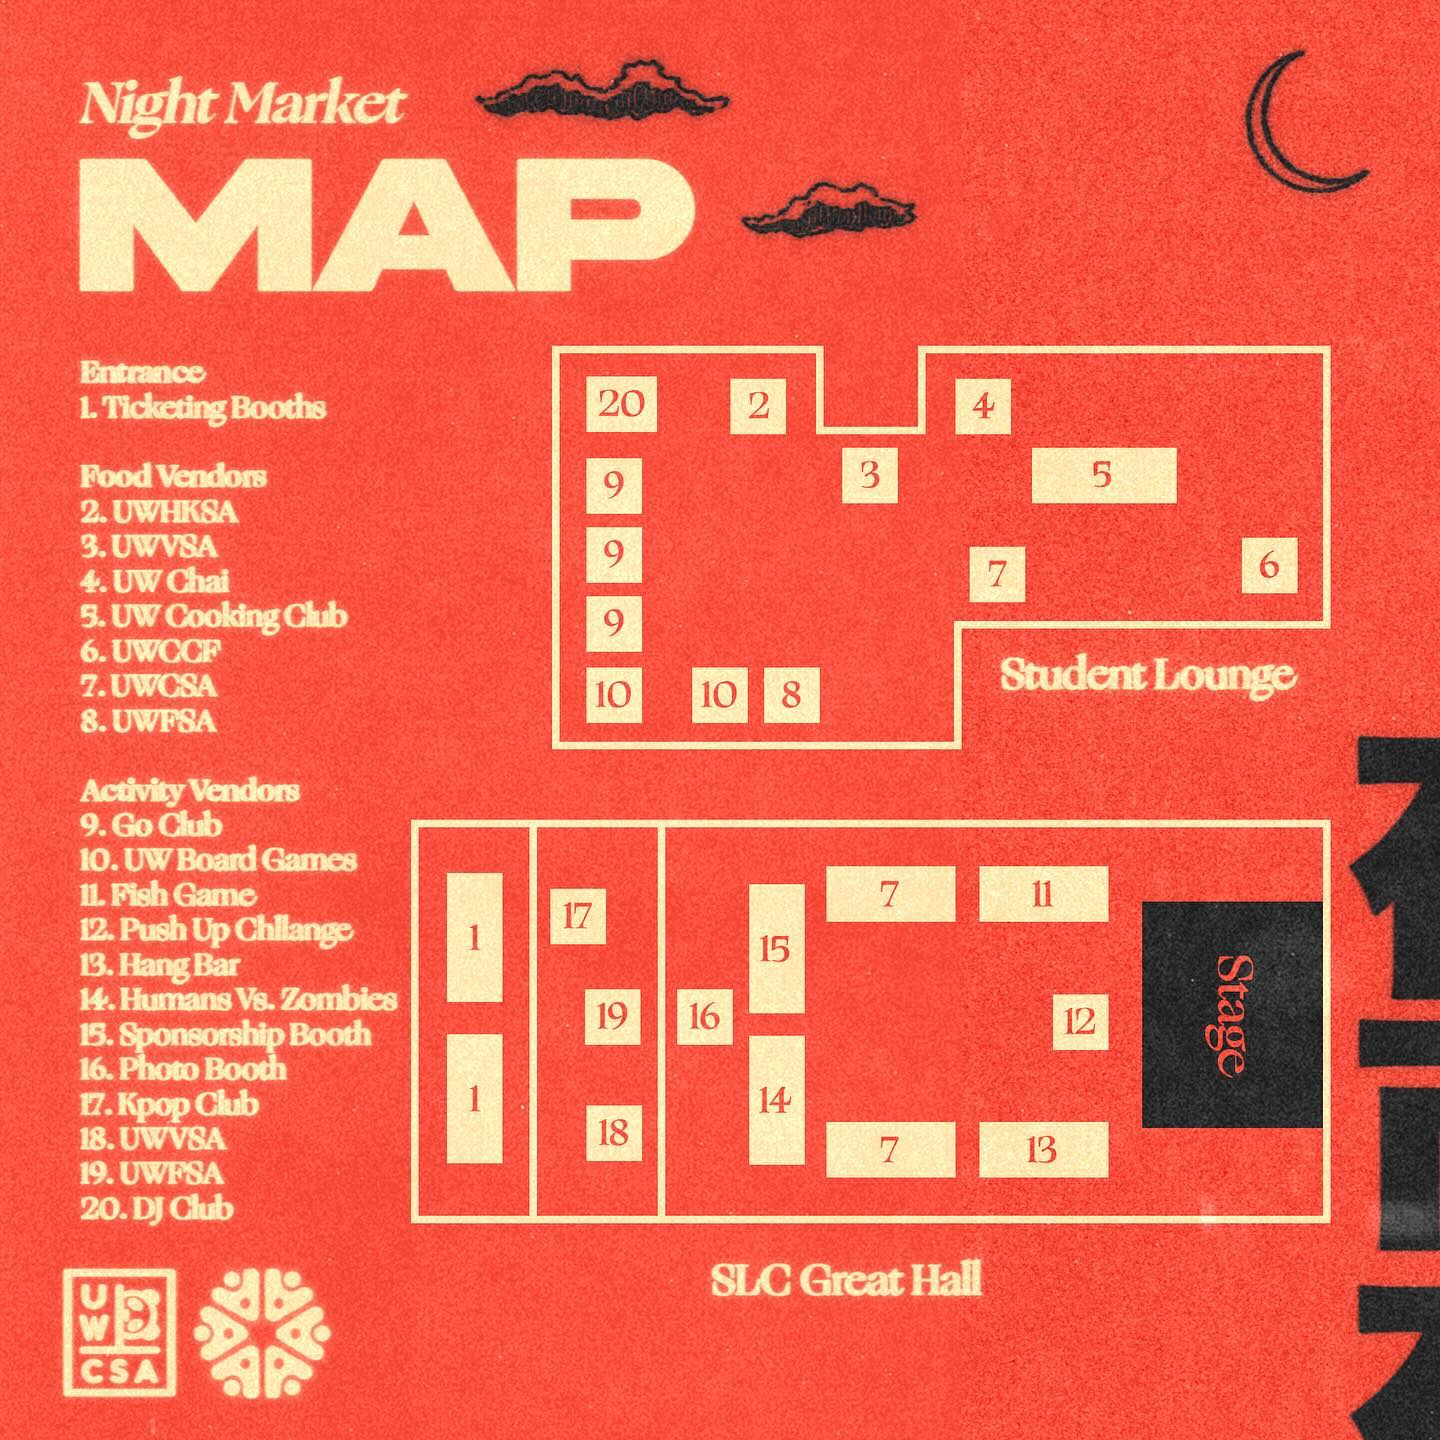 Night Market
MAP
Entrance
1. Ticketing Booths
Food Vendors
2. UWHKSA
3. UWVSA
4. UW Chai
5. UW Cooking Club
6. UWCCF
7. UWCSA
8. UWFSA
Activity Vendors
9. Go Club
10. UW Board Games
11. Fish Game
12. Push Up Chllange
13. Hang Bar
14. Humans Vs. Zombies
15. Sponsorship Booth
16. Photo Booth
17. Kpop Club
18. UWVSA
19. UWFSA
20. DJ Club
20 2 4
9 3 5
9 7 6
9
10 10 8
Student Lounge
1 17 15 7 11
19 16 12 Stage
1 18 14 7 13
SLC Great Hall
UW
CSA